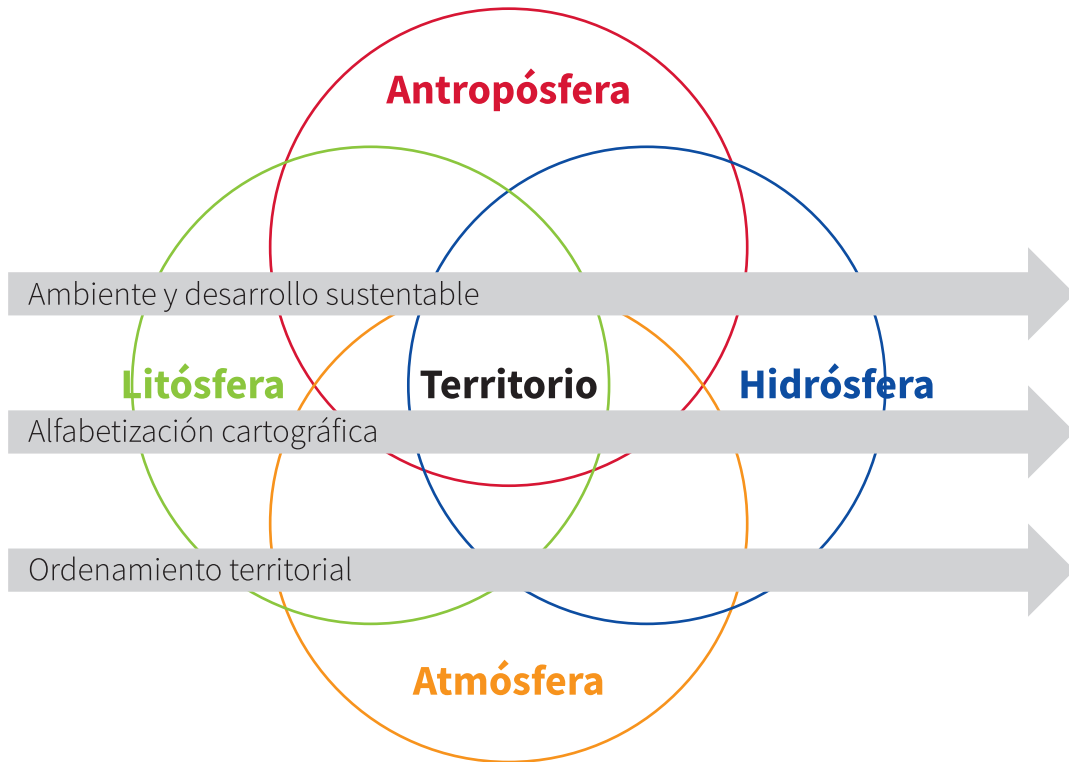 Antropósfera
Ambiente y desarrollo sustentable
Litósfera
Territorio
Hidrósfera
Alfabetización cartográfica
Ordenamiento territorial
Atmósfera